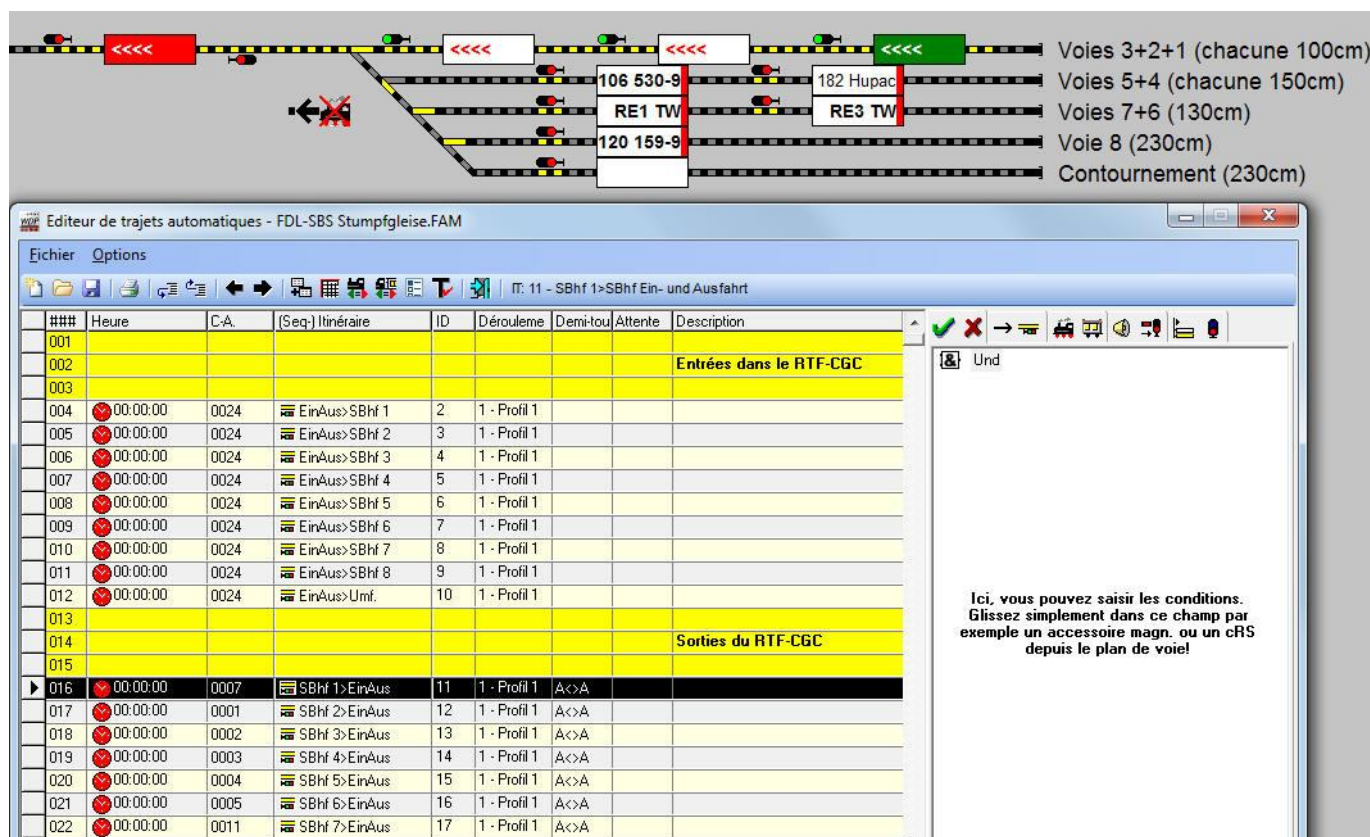 <<<< <<<< <<<< <<<< Voies 3+2+1 (chacune 100cm)
106 530-9 182 Hupac Voies 5+4 (chacune 150cm)
RE1 TW RE3 TW Voies 7+6 (130cm)
120 159-9 Voie 8 (230cm)
Contournement (230cm)
Editeur de trajets automatiques - FDL-SBS Stumpfgleise.FAM
Fichier Options
IT: 11 - SBhf 1>SBhf Ein- und Ausfahrt
### Heure C-A. (Seq-) Itinéraire ID Dérouleme Demi-tou Attente Description
001
002 Entrées dans le RTF-CGC
003
004 00:00:00 0024 EinAus>SBhf 1 2 1 - Profil 1
005 00:00:00 0024 EinAus>SBhf 2 3 1 - Profil 1
006 00:00:00 0024 EinAus>SBhf 3 4 1 - Profil 1
007 00:00:00 0024 EinAus>SBhf 4 5 1 - Profil 1
008 00:00:00 0024 EinAus>SBhf 5 6 1 - Profil 1
009 00:00:00 0024 EinAus>SBhf 6 7 1 - Profil 1
010 00:00:00 0024 EinAus>SBhf 7 8 1 - Profil 1
011 00:00:00 0024 EinAus>SBhf 8 9 1 - Profil 1
012 00:00:00 0024 EinAus>Umf. 10 1 - Profil 1
013
014 Sorties du RTF-CGC
015
016 00:00:00 0007 SBhf 1>EinAus 11 1 - Profil 1 A<>A
017 00:00:00 0001 SBhf 2>EinAus 12 1 - Profil 1 A<>A
018 00:00:00 0002 SBhf 3>EinAus 13 1 - Profil 1 A<>A
019 00:00:00 0003 SBhf 4>EinAus 14 1 - Profil 1 A<>A
020 00:00:00 0004 SBhf 5>EinAus 15 1 - Profil 1 A<>A
021 00:00:00 0005 SBhf 6>EinAus 16 1 - Profil 1 A<>A
022 00:00:00 0011 SBhf 7>EinAus 17 1 - Profil 1 A<>A
& Und
Ici, vous pouvez saisir les conditions.
Glissez simplement dans ce champ par
exemple un accessoire magn. ou un cRS
depuis le plan de voie!